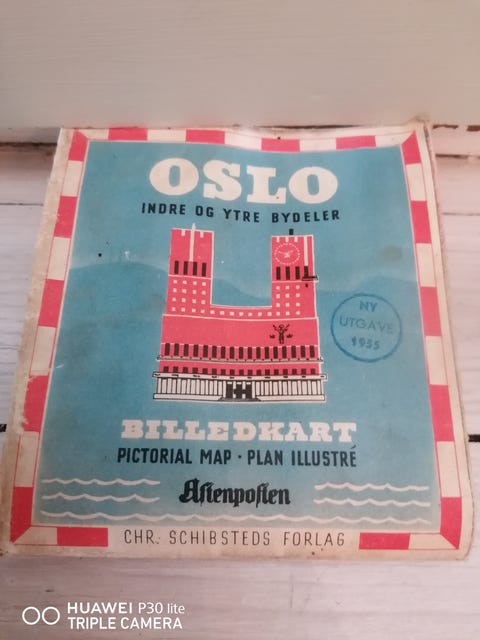 OSLO
INDRE OG YTRE BYDELER
NY
UTGAVE
1955
BILLEDKART
PICTORIAL MAP · PLAN ILLUSTRÉ
Aftenposten
CHR. SCHIBSTEDS FORLAG
HUAWEI P30 lite
TRIPLE CAMERA